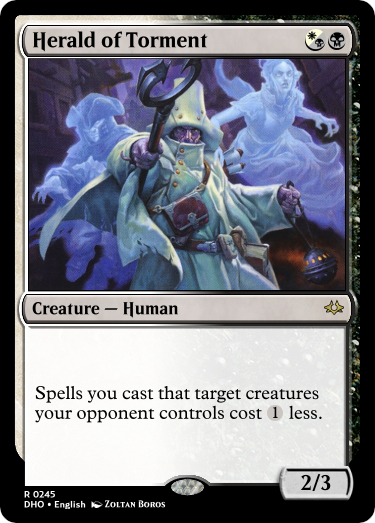 Herald of Torment
Creature — Human
Spells you cast that target creatures
your opponent controls cost 1 less.
2/3
R 0245
DHO • English Zoltan Boros